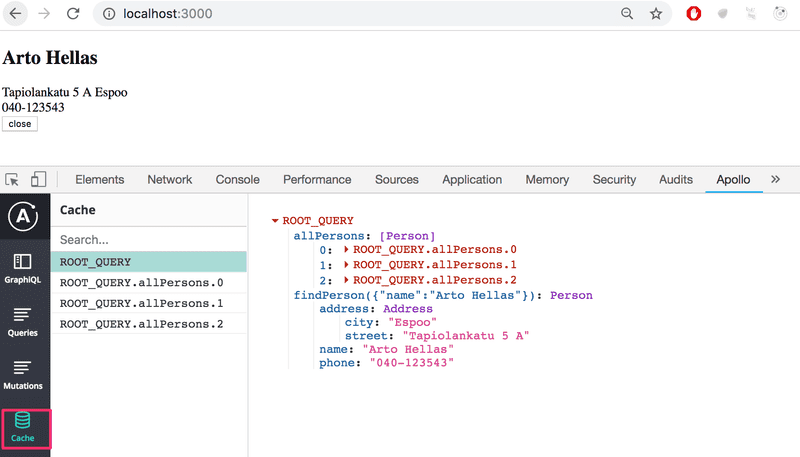 localhost:3000
Arto Hellas
Tapiolankatu 5 A Espoo
040-123543
close
Elements Network Console Performance Sources Application Memory Security Audits Apollo »
A
GraphiQL
Queries
Mutations
Cache
Cache
Search...
ROOT_QUERY
ROOT_QUERY.allPersons.0
ROOT_QUERY.allPersons.1
ROOT_QUERY.allPersons.2
ROOT_QUERY
allPersons: [Person]
0: ROOT_QUERY.allPersons.0
1: ROOT_QUERY.allPersons.1
2: ROOT_QUERY.allPersons.2
findPerson({"name":"Arto Hellas"}): Person
address: Address
city: "Espoo"
street: "Tapiolankatu 5 A"
name: "Arto Hellas"
phone: "040-123543"